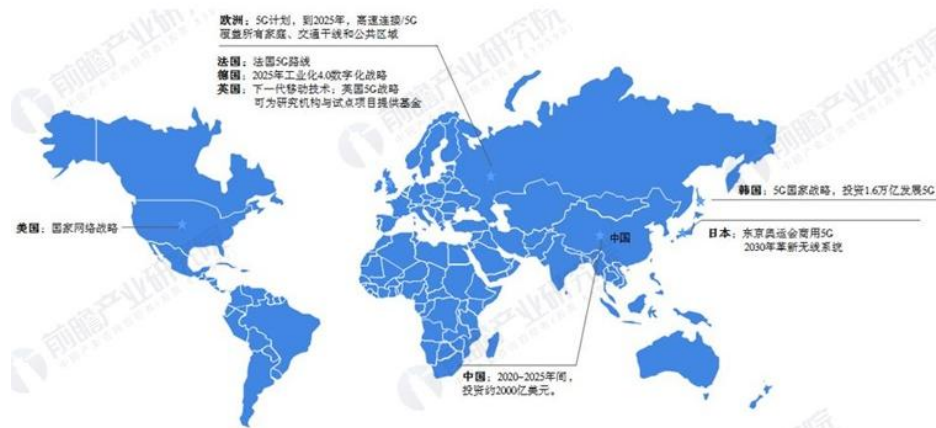 欧洲：5G计划，到2025年，高速连接/5G
覆盖所有家庭、交通干线和公共区域
法国：法国5G路线
德国：2025年工业化4.0数字化战略
英国：下一代移动技术：英国5G战略
可为研究机构与试点项目提供基金
韩国：5G国家战略，投资1.6万亿发展5G
美国：国家网络战略
中国
日本：东京奥运会商用5G
2030年革新无线系统
中国：2020-2025年间，
投资约2000亿美元。
前瞻产业研究院